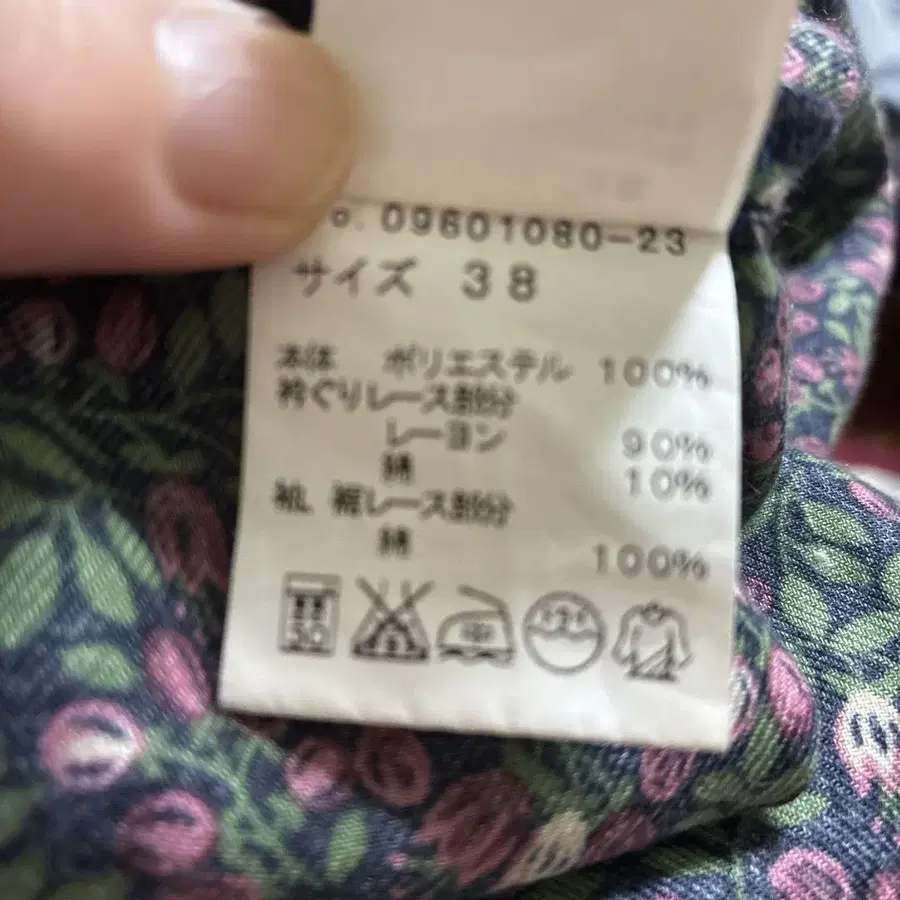 o. 09601080-23
サイズ 38
本体 ポリエステル 100%
衿ぐりレース部分
レーヨン 90%
綿 10%
袖、裾レース部分
綿 100%
30